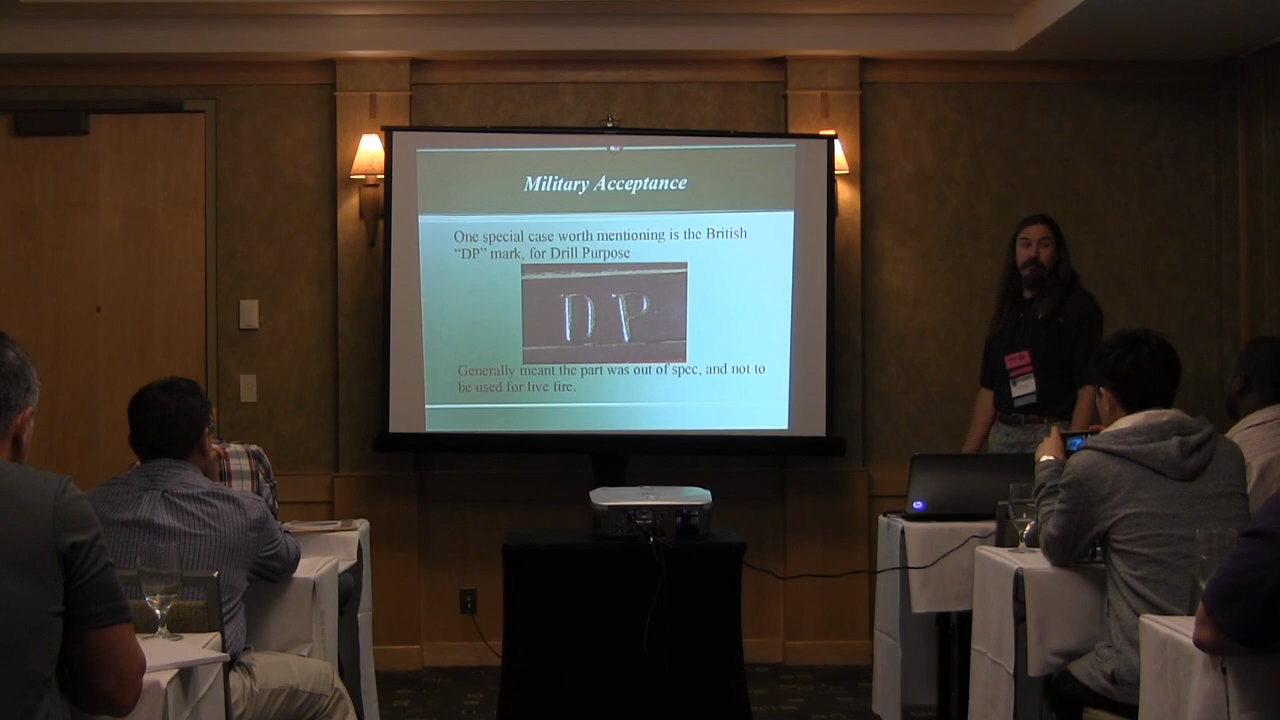 Military Acceptance
One special case worth mentioning is the British
“DP” mark, for Drill Purpose
DP
Generally meant the part was out of spec, and not to
be used for live fire.